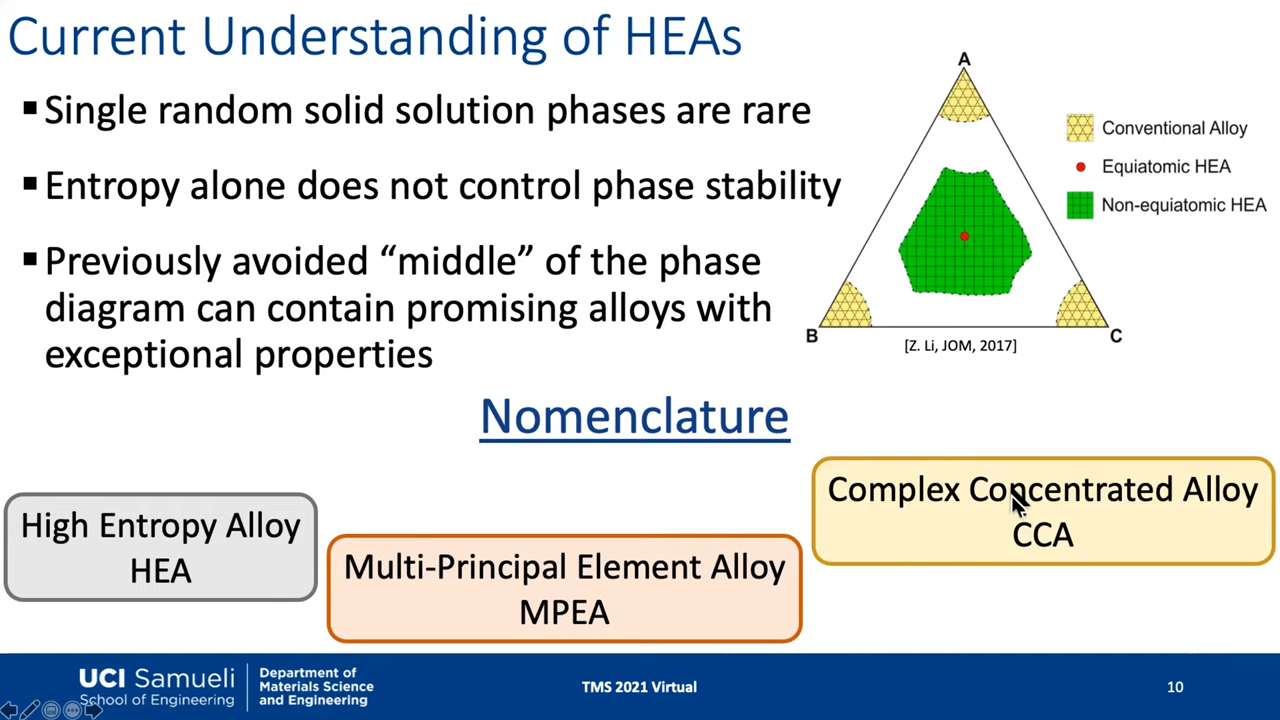 Current Understanding of HEAs
▪Single random solid solution phases are rare
▪Entropy alone does not control phase stability
▪Previously avoided “middle” of the phase
diagram can contain promising alloys with
exceptional properties
A
B
C
Conventional Alloy
Equiatomic HEA
Non-equiatomic HEA
[Z. Li, JOM, 2017]
Nomenclature
High Entropy Alloy
HEA
Multi-Principal Element Alloy
MPEA
Complex Concentrated Alloy
CCA
UCI Samueli
School of Engineering
Department of
Materials Science
and Engineering
TMS 2021 Virtual
10